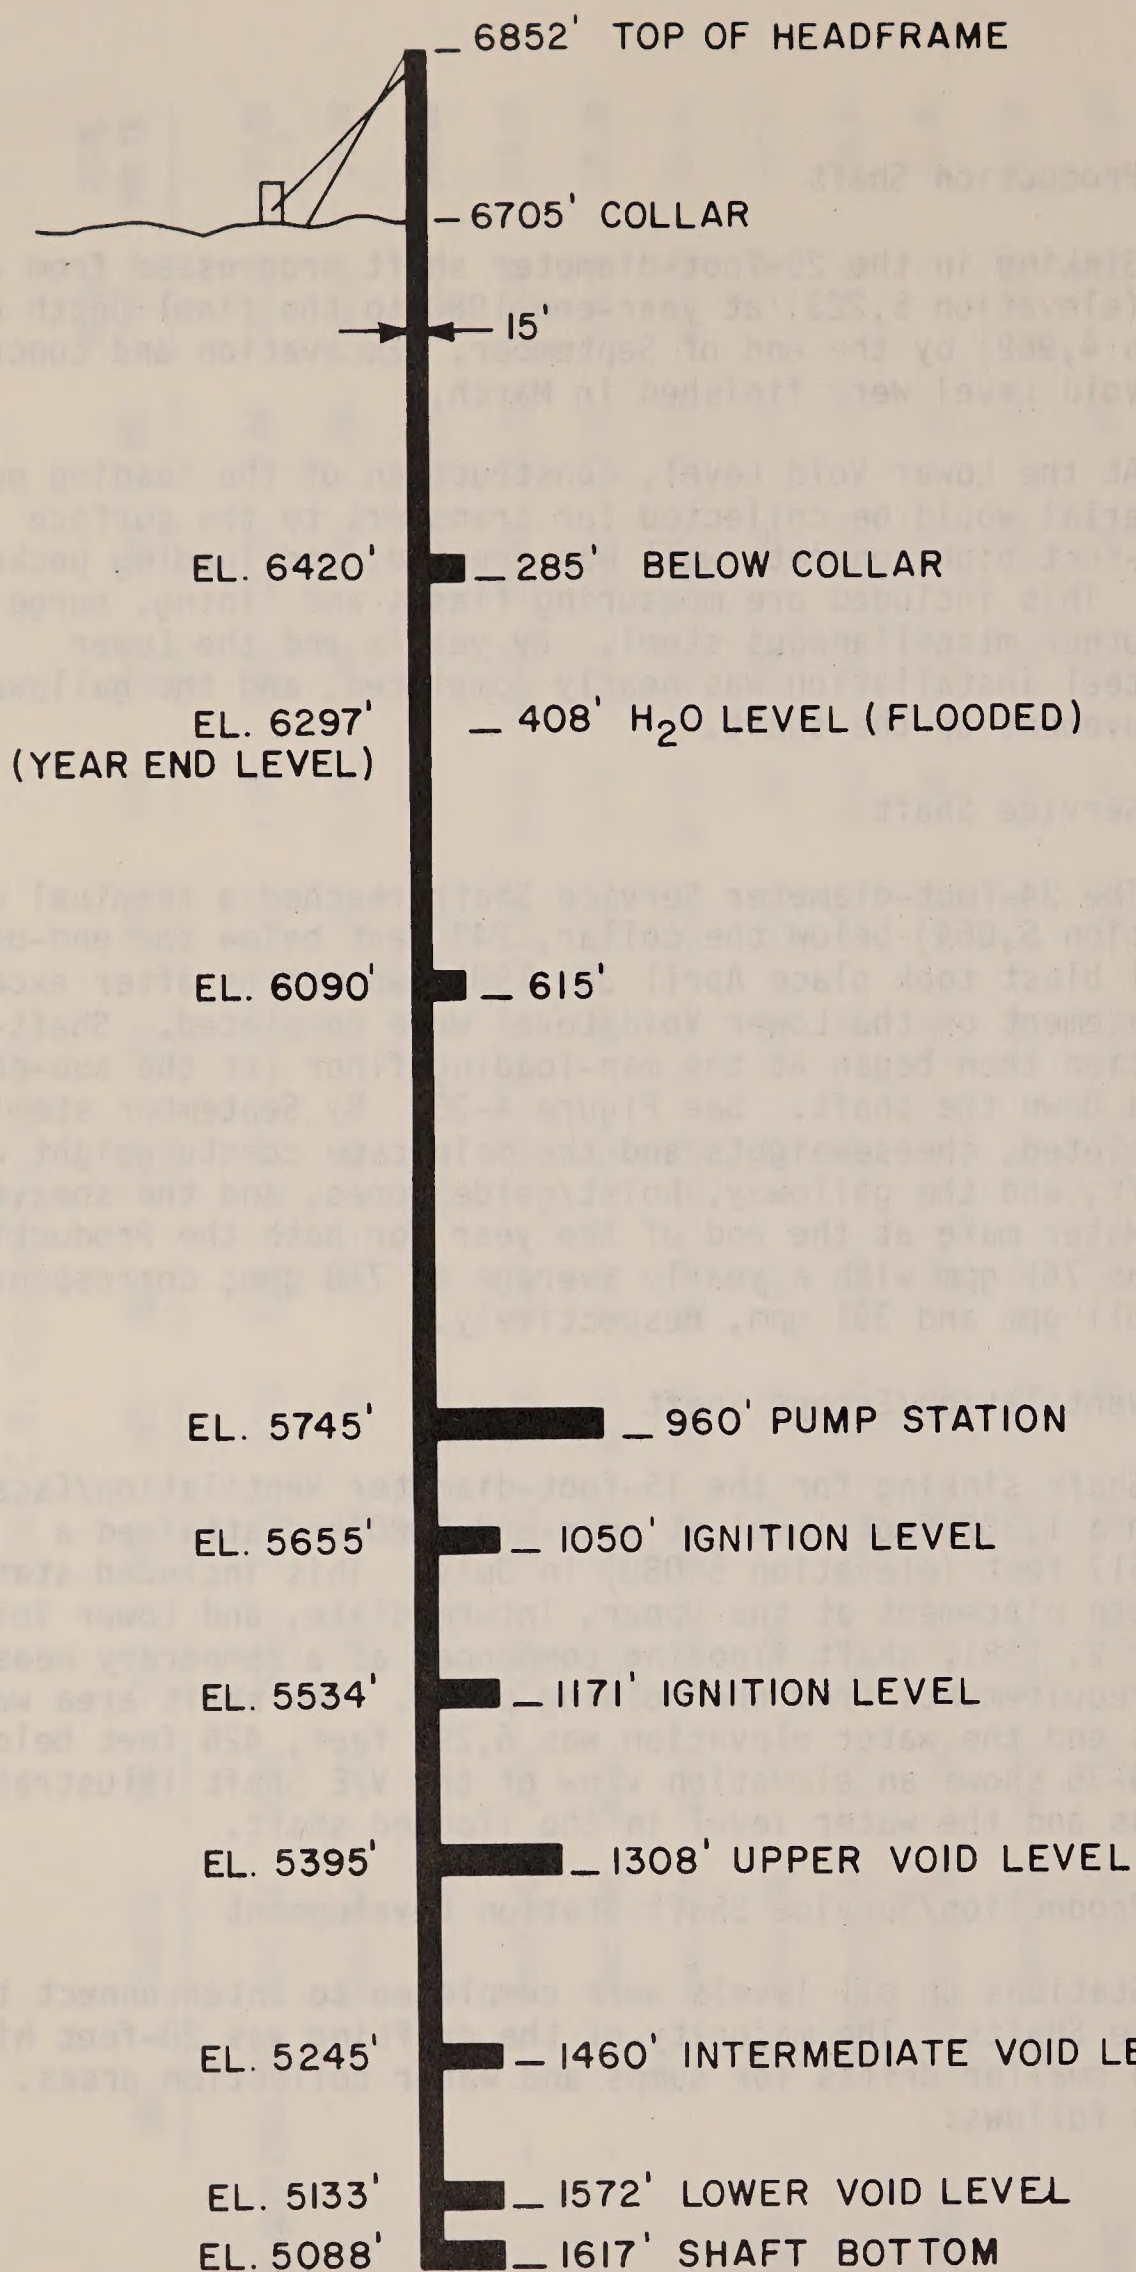 6852' TOP OF HEADFRAME
6705' COLLAR
15'
EL. 6420' 285' BELOW COLLAR
EL. 6297' 408' H2O LEVEL (FLOODED)
(YEAR END LEVEL)
EL. 6090' 615'
EL. 5745' 960' PUMP STATION
EL. 5655' 1050' IGNITION LEVEL
EL. 5534' 1171' IGNITION LEVEL
EL. 5395' 1308' UPPER VOID LEVEL
EL. 5245' 1460' INTERMEDIATE VOID LE
EL. 5133' 1572' LOWER VOID LEVEL
EL. 5088' 1617' SHAFT BOTTOM